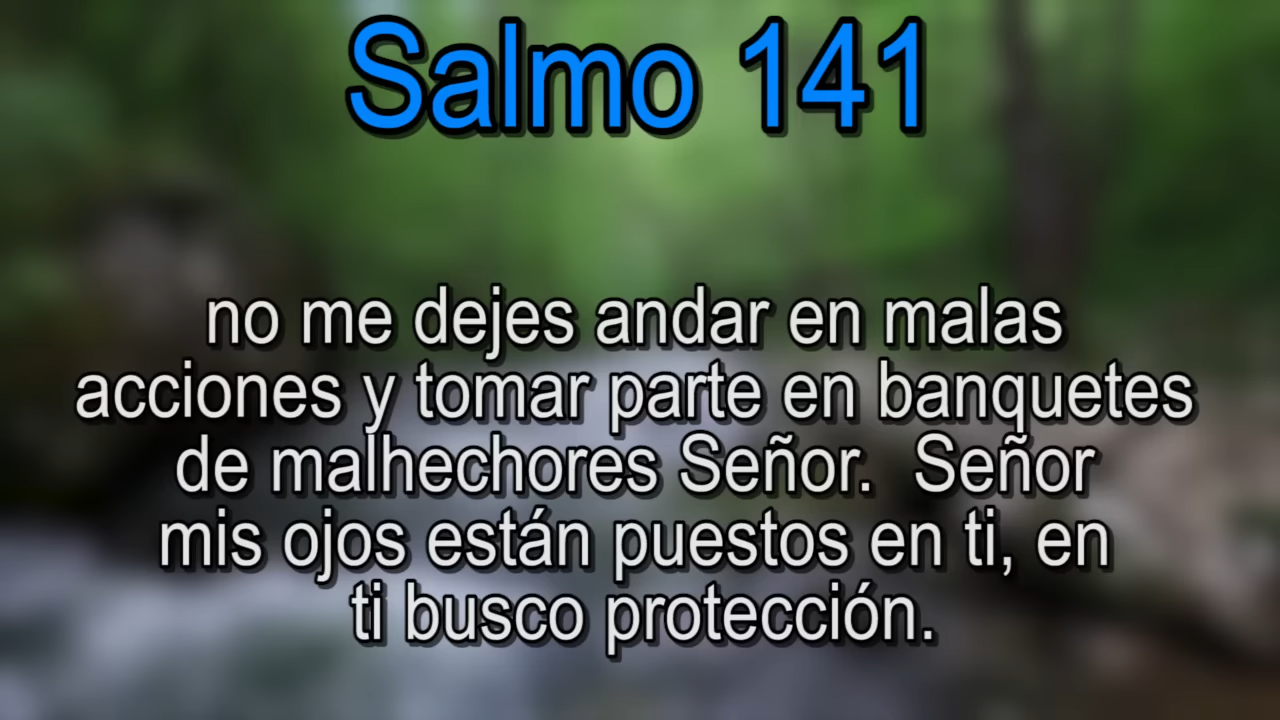 Salmo 141
no me dejes andar en malas
acciones y tomar parte en banquetes
de malhechores Señor.  Señor
mis ojos están puestos en ti, en
ti busco protección.